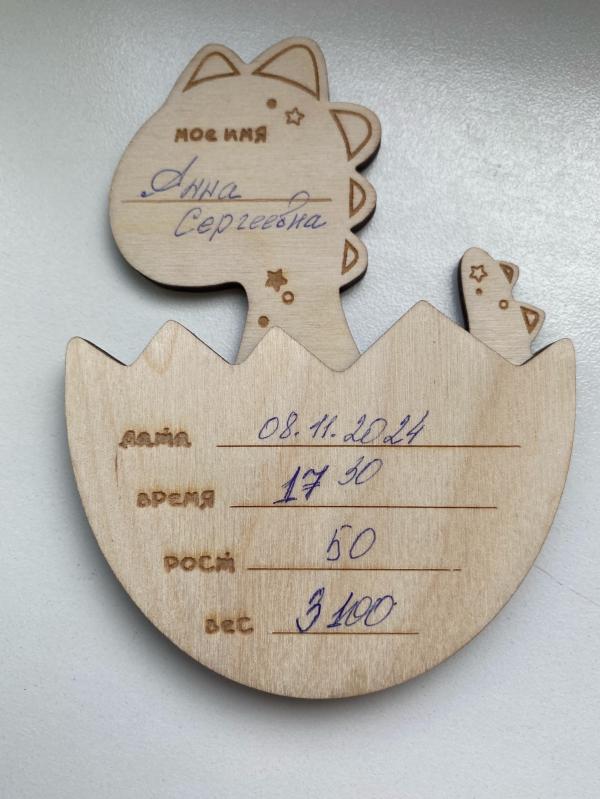 мое имя
Анна
Сергеевна
дата 08.11.2024
время 17 30
рост 50
вес 3100